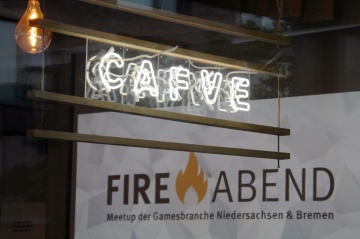 CAFVE
FIRE ABEND
Meetup der Gamesbranche Niedersachsen & Bremen